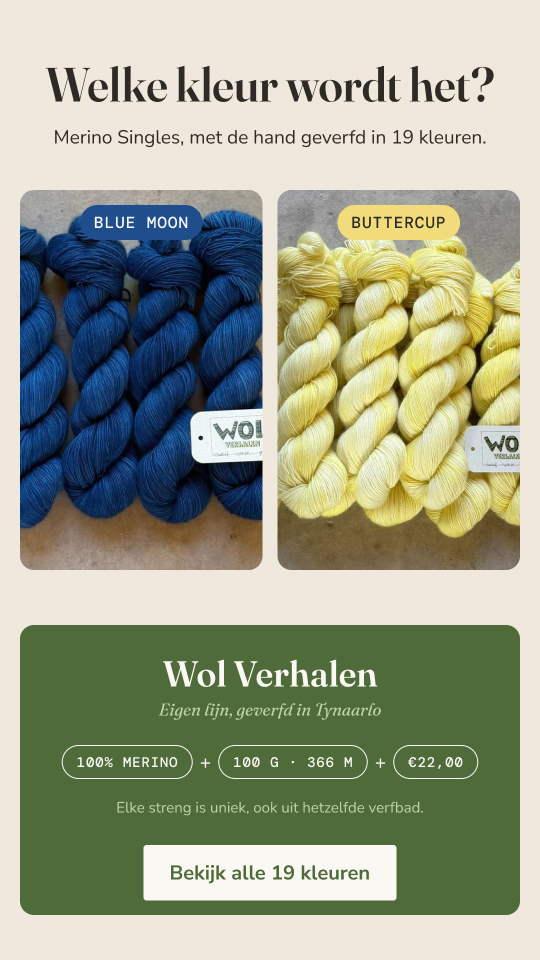 Welke kleur wordt het?
Merino Singles, met de hand geverfd in 19 kleuren.
BLUE MOON
BUTTERCUP
Wol Verhalen
Eigen lijn, geverfd in Tynaarlo
100% MERINO + 100 G · 366 M + €22,00
Elke streng is uniek, ook uit hetzelfde verfbad.
Bekijk alle 19 kleuren